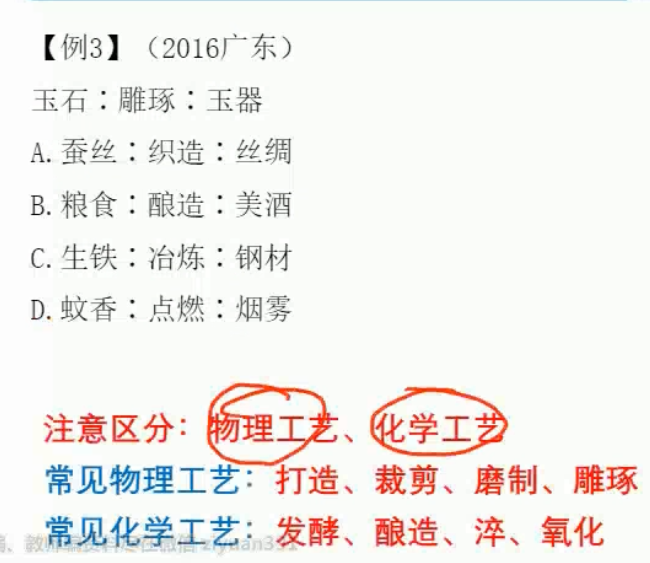 【例3】（2016广东）
玉石：雕琢：玉器
A.蚕丝：织造：丝绸
B.粮食：酿造：美酒
C.生铁：冶炼：钢材
D.蚊香：点燃：烟雾
注意区分：物理工艺、化学工艺
常见物理工艺：打造、裁剪、磨制、雕琢
常见化学工艺：发酵、酿造、淬、氧化